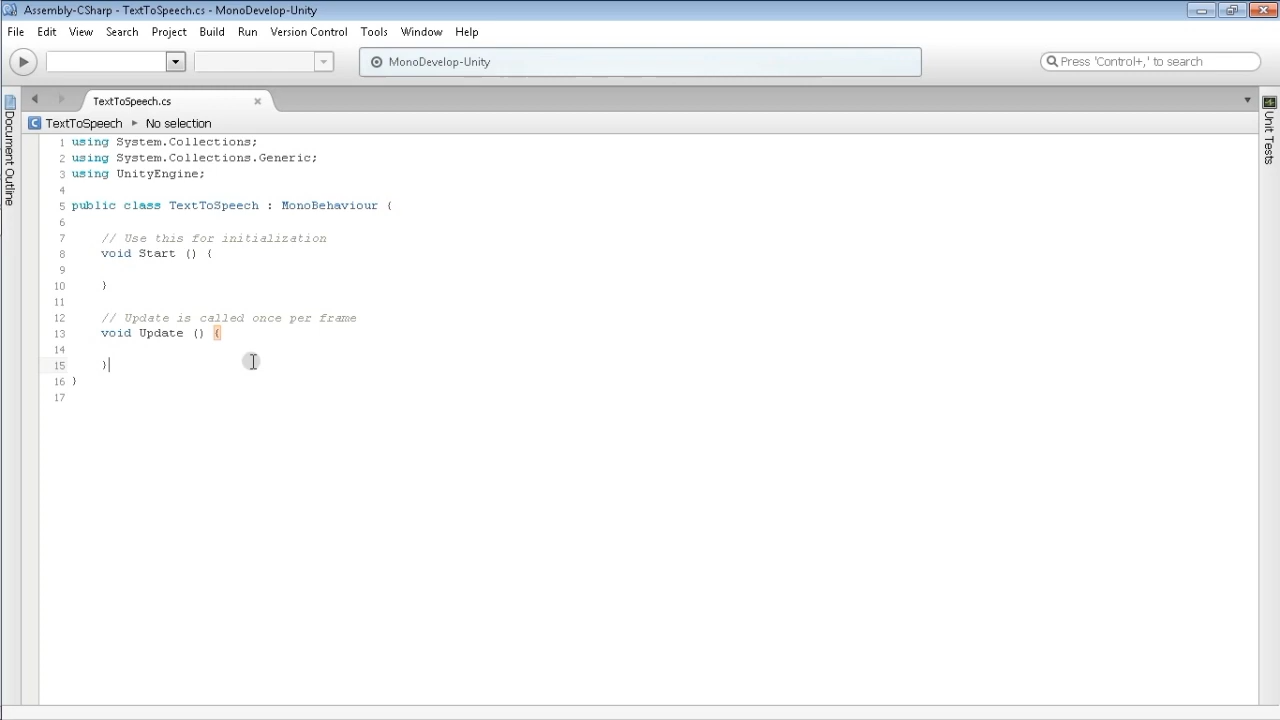 Assembly-CSharp - TextToSpeech.cs - MonoDevelop-Unity
File Edit View Search Project Build Run Version Control Tools Window Help
MonoDevelop-Unity
Press 'Control+,' to search
TextToSpeech.cs
TextToSpeech No selection
Document Outline
Unit Tests
1 using System.Collections;
2 using System.Collections.Generic;
3 using UnityEngine;
4
5 public class TextToSpeech : MonoBehaviour {
6
7 // Use this for initialization
8 void Start () {
9
10 }
11
12 // Update is called once per frame
13 void Update () {
14
15 }
16 }
17